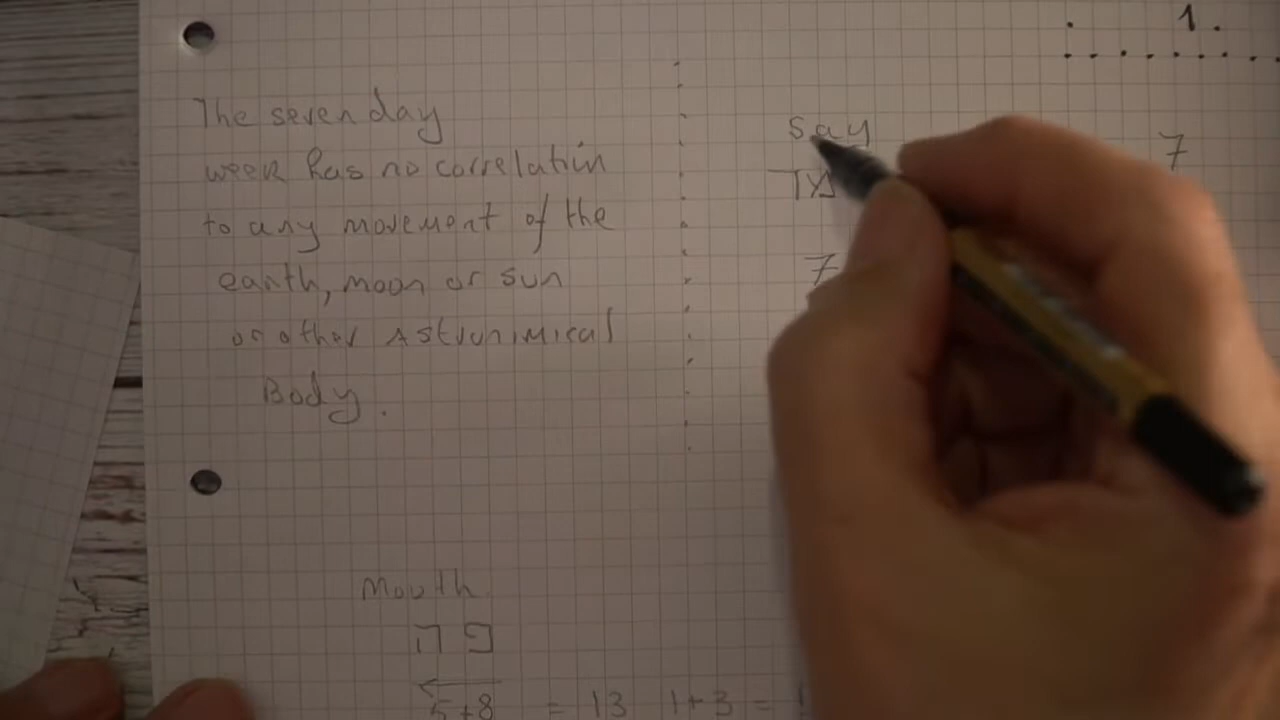 The seven day
week has no correlatin
to any movement of the
earth, moon or sun
or other Astronimical
Body.
1.
say
7
7
Mouth
פה
5+8 = 13 1+3 =